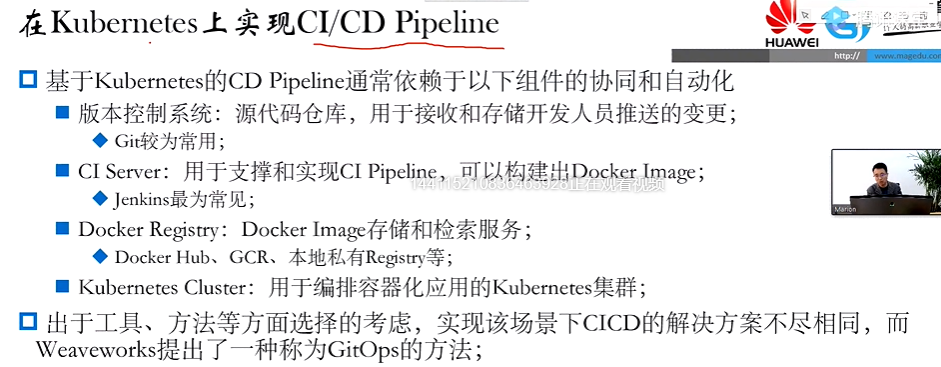 在Kubernetes上实现CI/CD Pipeline
HUAWEI
http://
www.magedu.com
基于Kubernetes的CD Pipeline通常依赖于以下组件的协同和自动化
版本控制系统：源代码仓库，用于接收和存储开发人员推送的变更；
Git较为常用；
CI Server：用于支撑和实现CI Pipeline，可以构建出Docker Image；
144115210836463928正在观看视频
Jenkins最为常见；
Marion
Docker Registry：Docker Image存储和检索服务；
Docker Hub、GCR、本地私有Registry等；
Kubernetes Cluster：用于编排容器化应用的Kubernetes集群；
出于工具、方法等方面选择的考虑，实现该场景下CICD的解决方案不尽相同，而
Weaveworks提出了一种称为GitOps的方法；